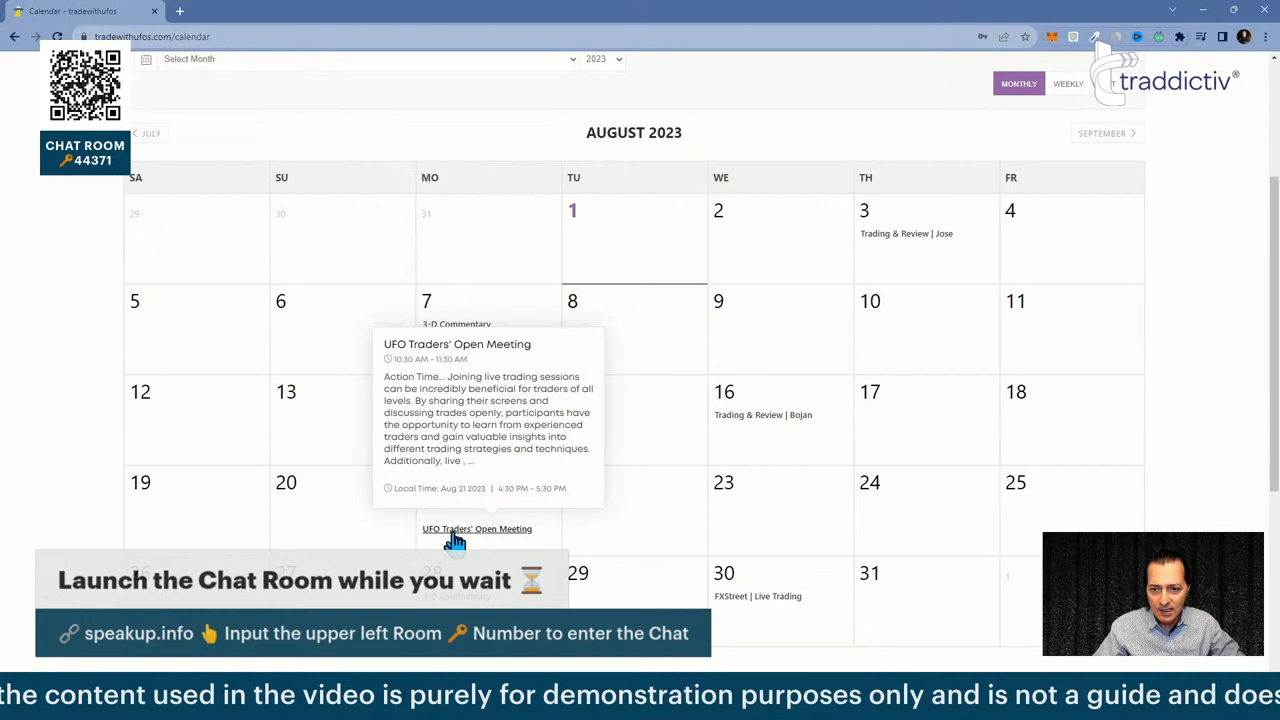 Calendar - tradewithufos
tradewithufos.com/calendar
Select Month
2023
MONTHLY
WEEKLY
traddictiv®
CHAT ROOM
🔑44371
JULY
AUGUST 2023
SEPTEMBER
SA SU MO TU WE TH FR
29 30 31 1 2 3 4
Trading & Review | Jose
5 6 7 8 9 10 11
3-D Commentary
UFO Traders' Open Meeting
10:30 AM - 11:30 AM
Action Time... Joining live trading sessions
can be incredibly beneficial for traders of all
levels. By sharing their screens and
discussing trades openly, participants have
the opportunity to learn from experienced
traders and gain valuable insights into
different trading strategies and techniques.
Additionally, live , ...
Local Time: Aug 21 2023 | 4:30 PM - 5:30 PM
12 13 16 17 18
Trading & Review | Bojan
19 20 23 24 25
UFO Traders' Open Meeting
26 27 28 29 30 31 1
3-D Commentary
FXStreet | Live Trading
Launch the Chat Room while you wait ⏳
🔗 speakup.info 👆 Input the upper left Room 🔑 Number to enter the Chat
the content used in the video is purely for demonstration purposes only and is not a guide and does